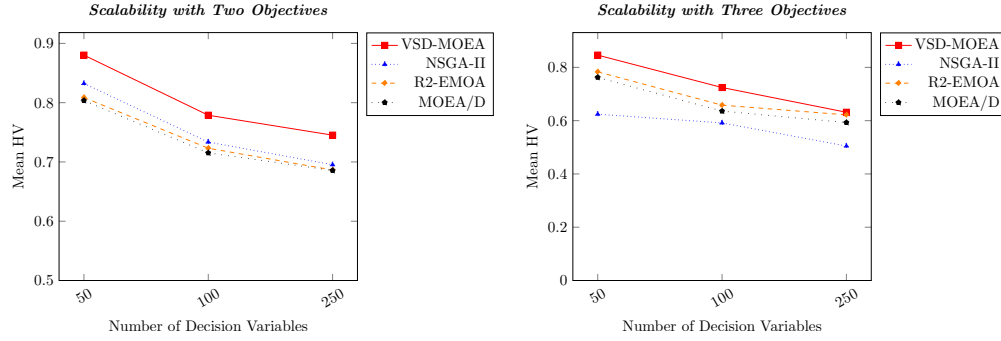 Scalability with Two Objectives
0.9
0.8
0.7
0.6
0.5
Mean HV
50
100
250
Number of Decision Variables
VSD-MOEA
NSGA-II
R2-EMOA
MOEA/D
Scalability with Three Objectives
0.8
0.6
0.4
0.2
0
Mean HV
50
100
250
Number of Decision Variables
VSD-MOEA
NSGA-II
R2-EMOA
MOEA/D